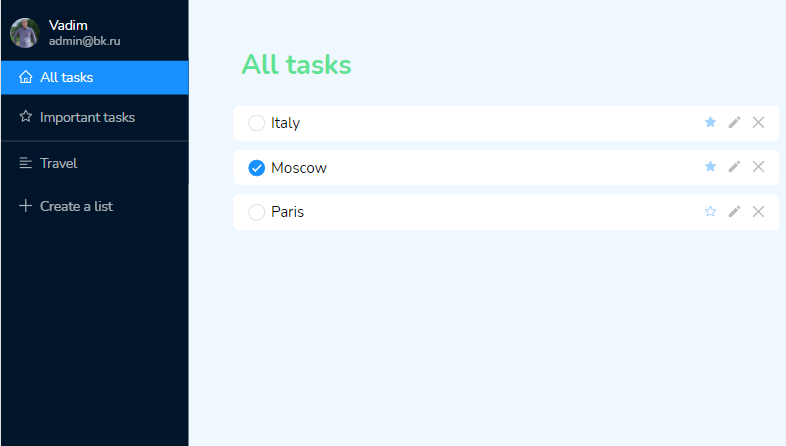 Vadim
admin@bk.ru
All tasks
Important tasks
Travel
Create a list
All tasks
Italy
Moscow
Paris